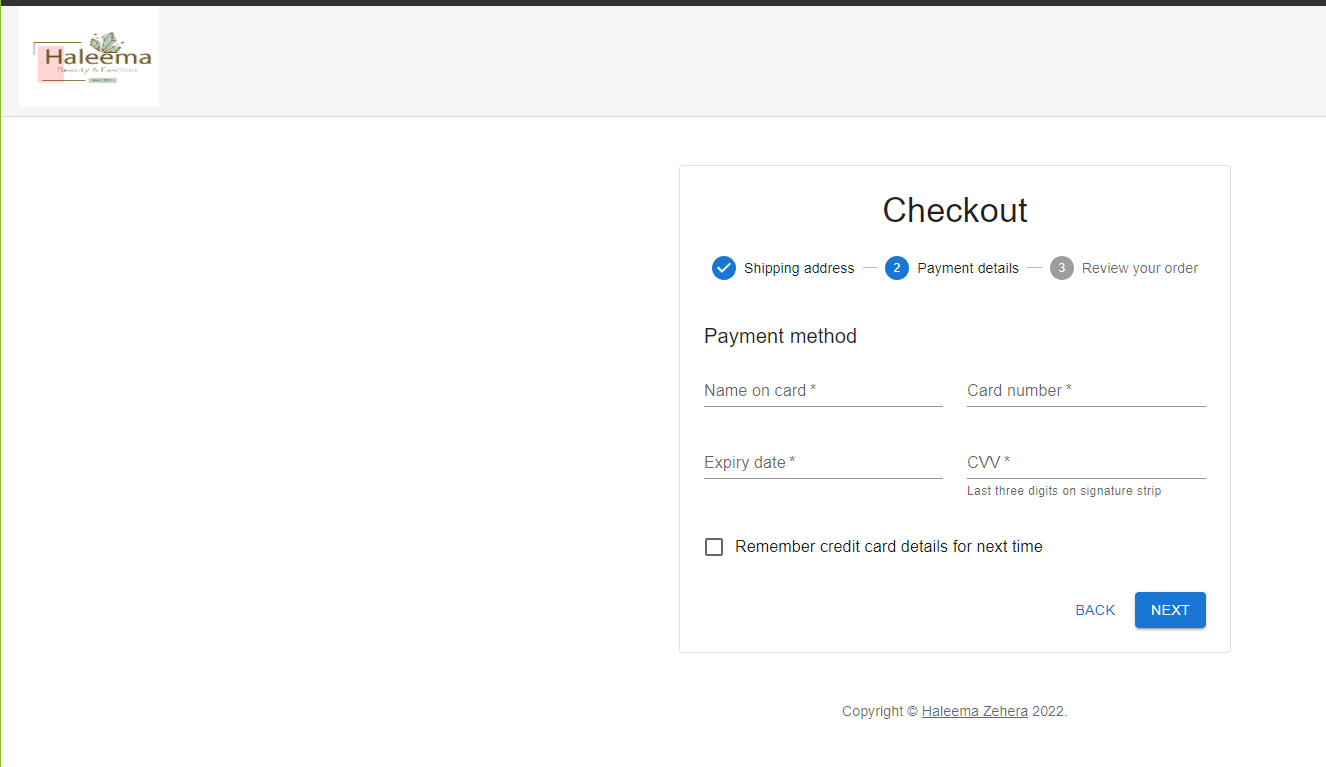 Haleema
Beauty & Fashion
Checkout
Shipping address
2 Payment details
3 Review your order
Payment method
Name on card *
Card number *
Expiry date *
CVV *
Last three digits on signature strip
Remember credit card details for next time
BACK NEXT
Copyright © Haleema Zehera 2022.